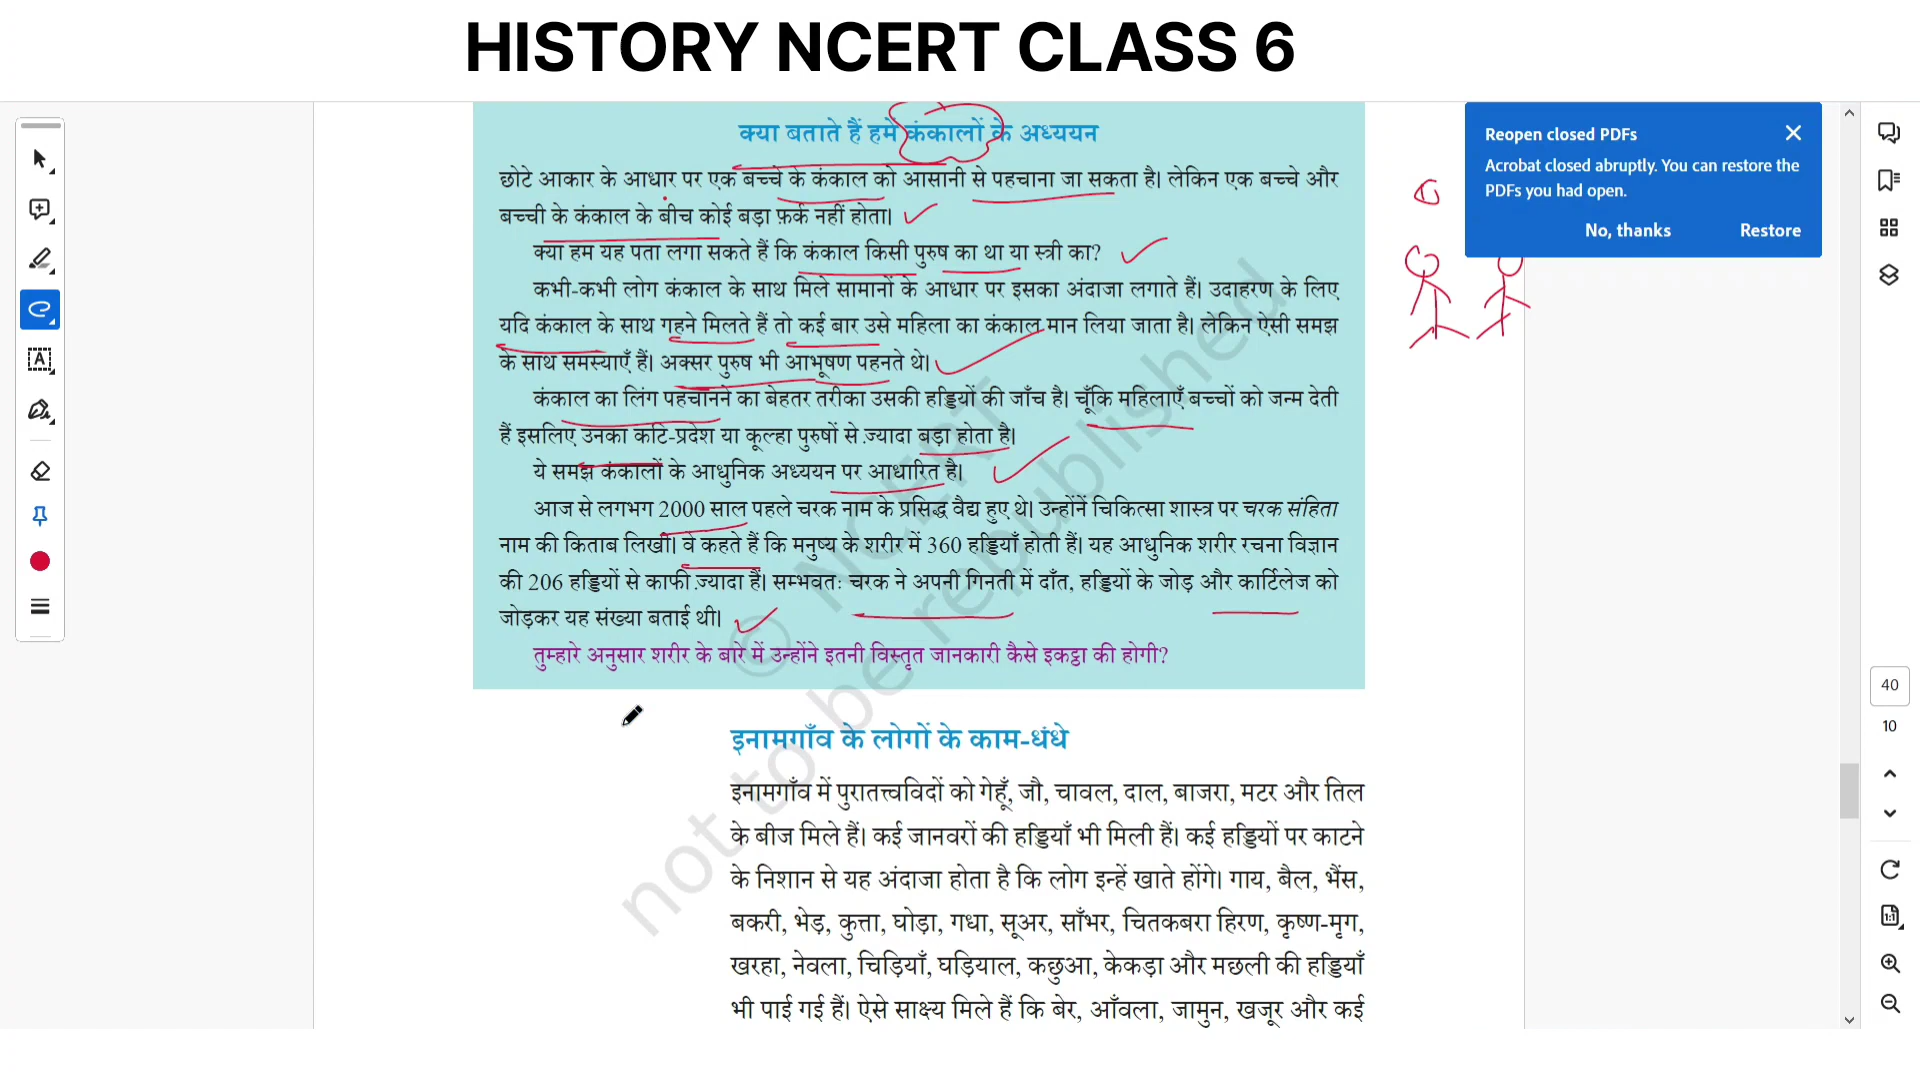 HISTORY NCERT CLASS 6
क्या बताते हैं हमें कंकालों के अध्ययन
छोटे आकार के आधार पर एक बच्चे के कंकाल को आसानी से पहचाना जा सकता है। लेकिन एक बच्चे और
बच्ची के कंकाल के बीच कोई बड़ा फ़र्क नहीं होता।
क्या हम यह पता लगा सकते हैं कि कंकाल किसी पुरुष का था या स्त्री का?
कभी-कभी लोग कंकाल के साथ मिले सामानों के आधार पर इसका अंदाजा लगाते हैं। उदाहरण के लिए
यदि कंकाल के साथ गहने मिलते हैं तो कई बार उसे महिला का कंकाल मान लिया जाता है। लेकिन ऐसी समझ
के साथ समस्याएँ हैं। अक्सर पुरुष भी आभूषण पहनते थे।
कंकाल का लिंग पहचानने का बेहतर तरीका उसकी हड्डियों की जाँच है। चूँकि महिलाएँ बच्चों को जन्म देती
हैं इसलिए उनका कटि-प्रदेश या कूल्हा पुरुषों से ज़्यादा बड़ा होता है।
ये समझ कंकालों के आधुनिक अध्ययन पर आधारित है।
आज से लगभग 2000 साल पहले चरक नाम के प्रसिद्ध वैद्य हुए थे। उन्होंनें चिकित्सा शास्त्र पर चरक संहिता
नाम की किताब लिखी। वे कहते हैं कि मनुष्य के शरीर में 360 हड्डियाँ होती हैं। यह आधुनिक शरीर रचना विज्ञान
की 206 हड्डियों से काफी ज़्यादा हैं। सम्भवतः चरक ने अपनी गिनती में दाँत, हड्डियों के जोड़ और कार्टिलेज को
जोड़कर यह संख्या बताई थी।
तुम्हारे अनुसार शरीर के बारे में उन्होंने इतनी विस्तृत जानकारी कैसे इकट्ठा की होगी?
इनामगाँव के लोगों के काम-धंधे
इनामगाँव में पुरातत्त्वविदों को गेहूँ, जौ, चावल, दाल, बाजरा, मटर और तिल
के बीज मिले हैं। कई जानवरों की हड्डियाँ भी मिली हैं। कई हड्डियों पर काटने
के निशान से यह अंदाजा होता है कि लोग इन्हें खाते होंगे। गाय, बैल, भैंस,
बकरी, भेड़, कुत्ता, घोड़ा, गधा, सूअर, साँभर, चितकबरा हिरण, कृष्ण-मृग,
खरहा, नेवला, चिड़ियाँ, घड़ियाल, कछुआ, केकड़ा और मछली की हड्डियाँ
भी पाई गई हैं। ऐसे साक्ष्य मिले हैं कि बेर, आँवला, जामुन, खजूर और कई
© NCERT
not to be republished
Reopen closed PDFs
Acrobat closed abruptly. You can restore the
PDFs you had open.
No, thanks Restore
40
10